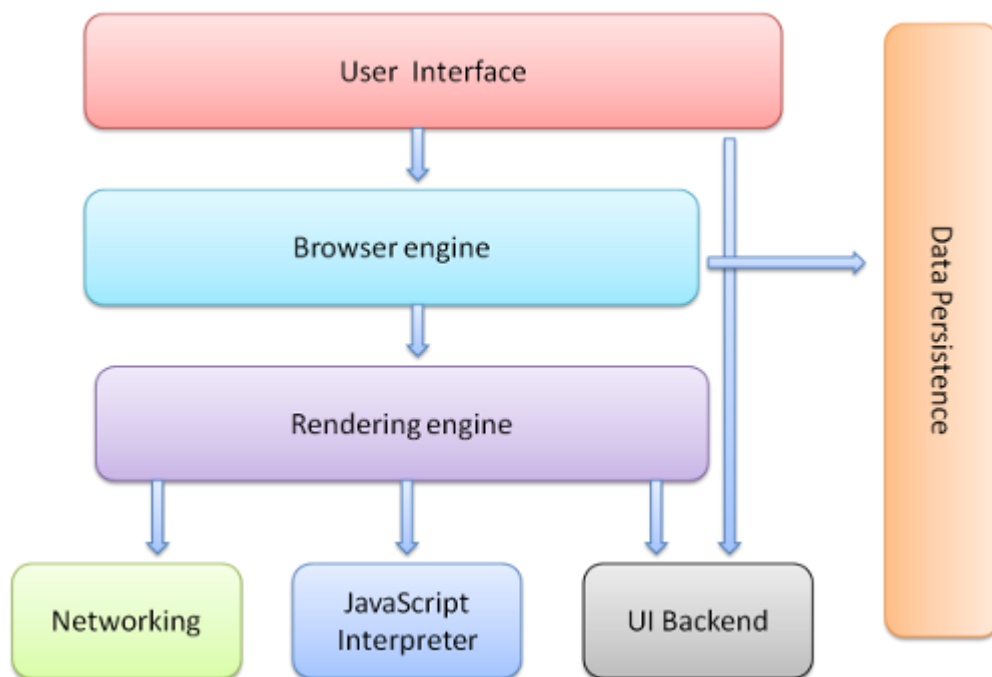 User Interface
Browser engine
Data Persistence
Rendering engine
Networking
JavaScript
Interpreter
UI Backend